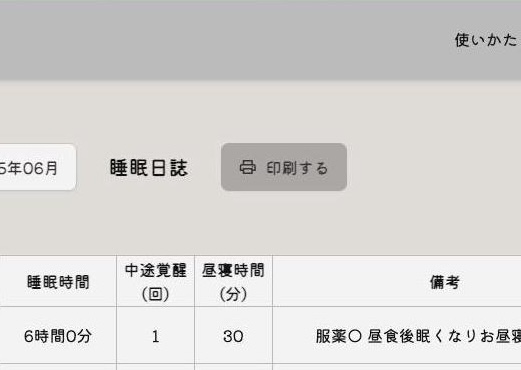 使いかた
5年06月
睡眠日誌
印刷する
睡眠時間
中途覚醒
(回)
昼寝時間
(分)
備考
6時間0分
1
30
服薬〇 昼食後眠くなりお昼寝